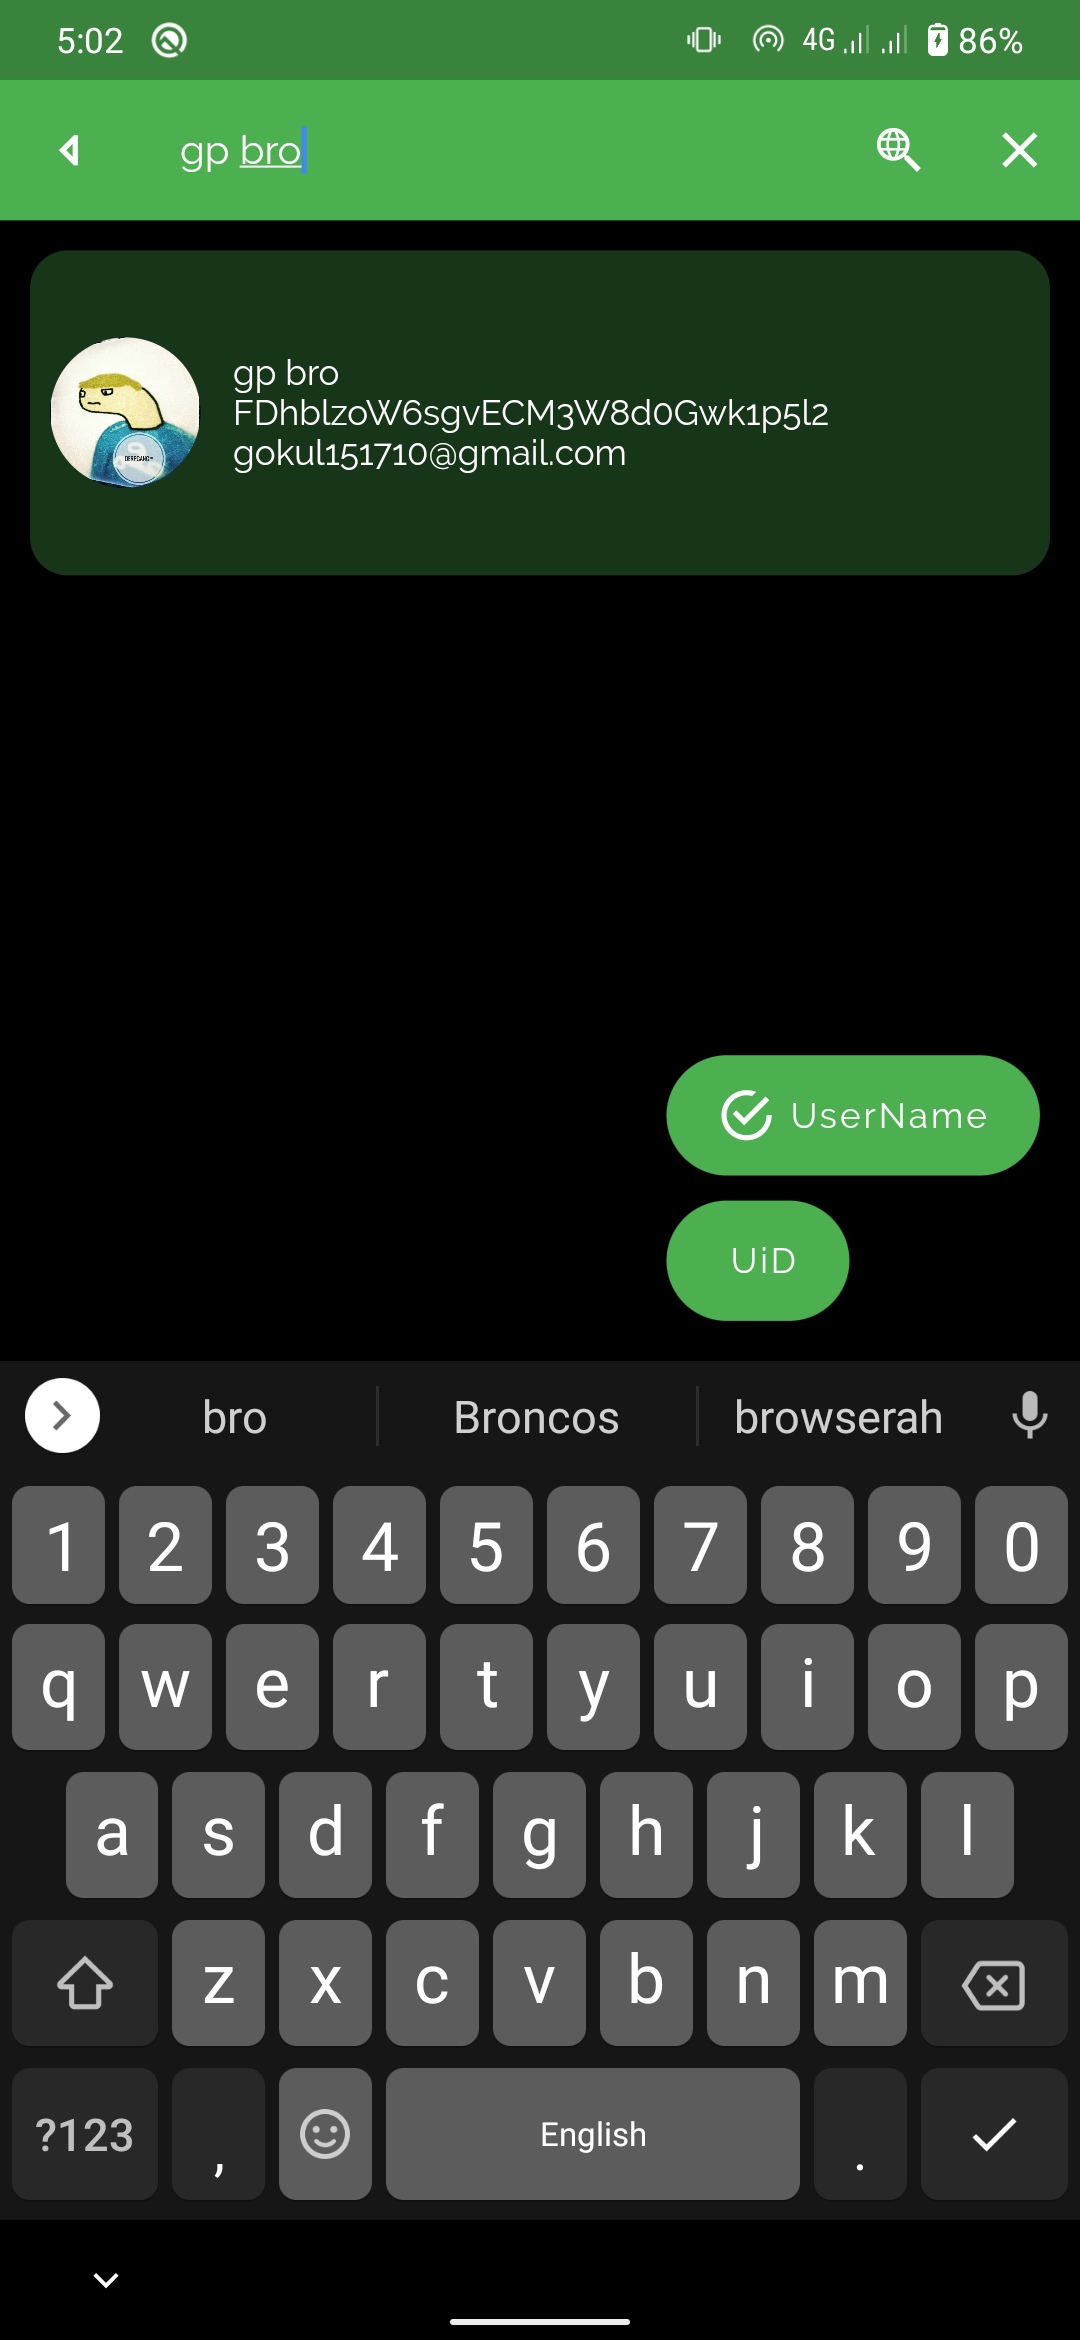 5:02
4G
86%
gp bro
gp bro
FDhblzoW6sgvECM3W8d0Gwk1p5l2
gokul151710@gmail.com
UserName
UiD
bro
Broncos
browserah
1 2 3 4 5 6 7 8 9 0
q w e r t y u i o p
a s d f g h j k l
z x c v b n m
?123 , English .